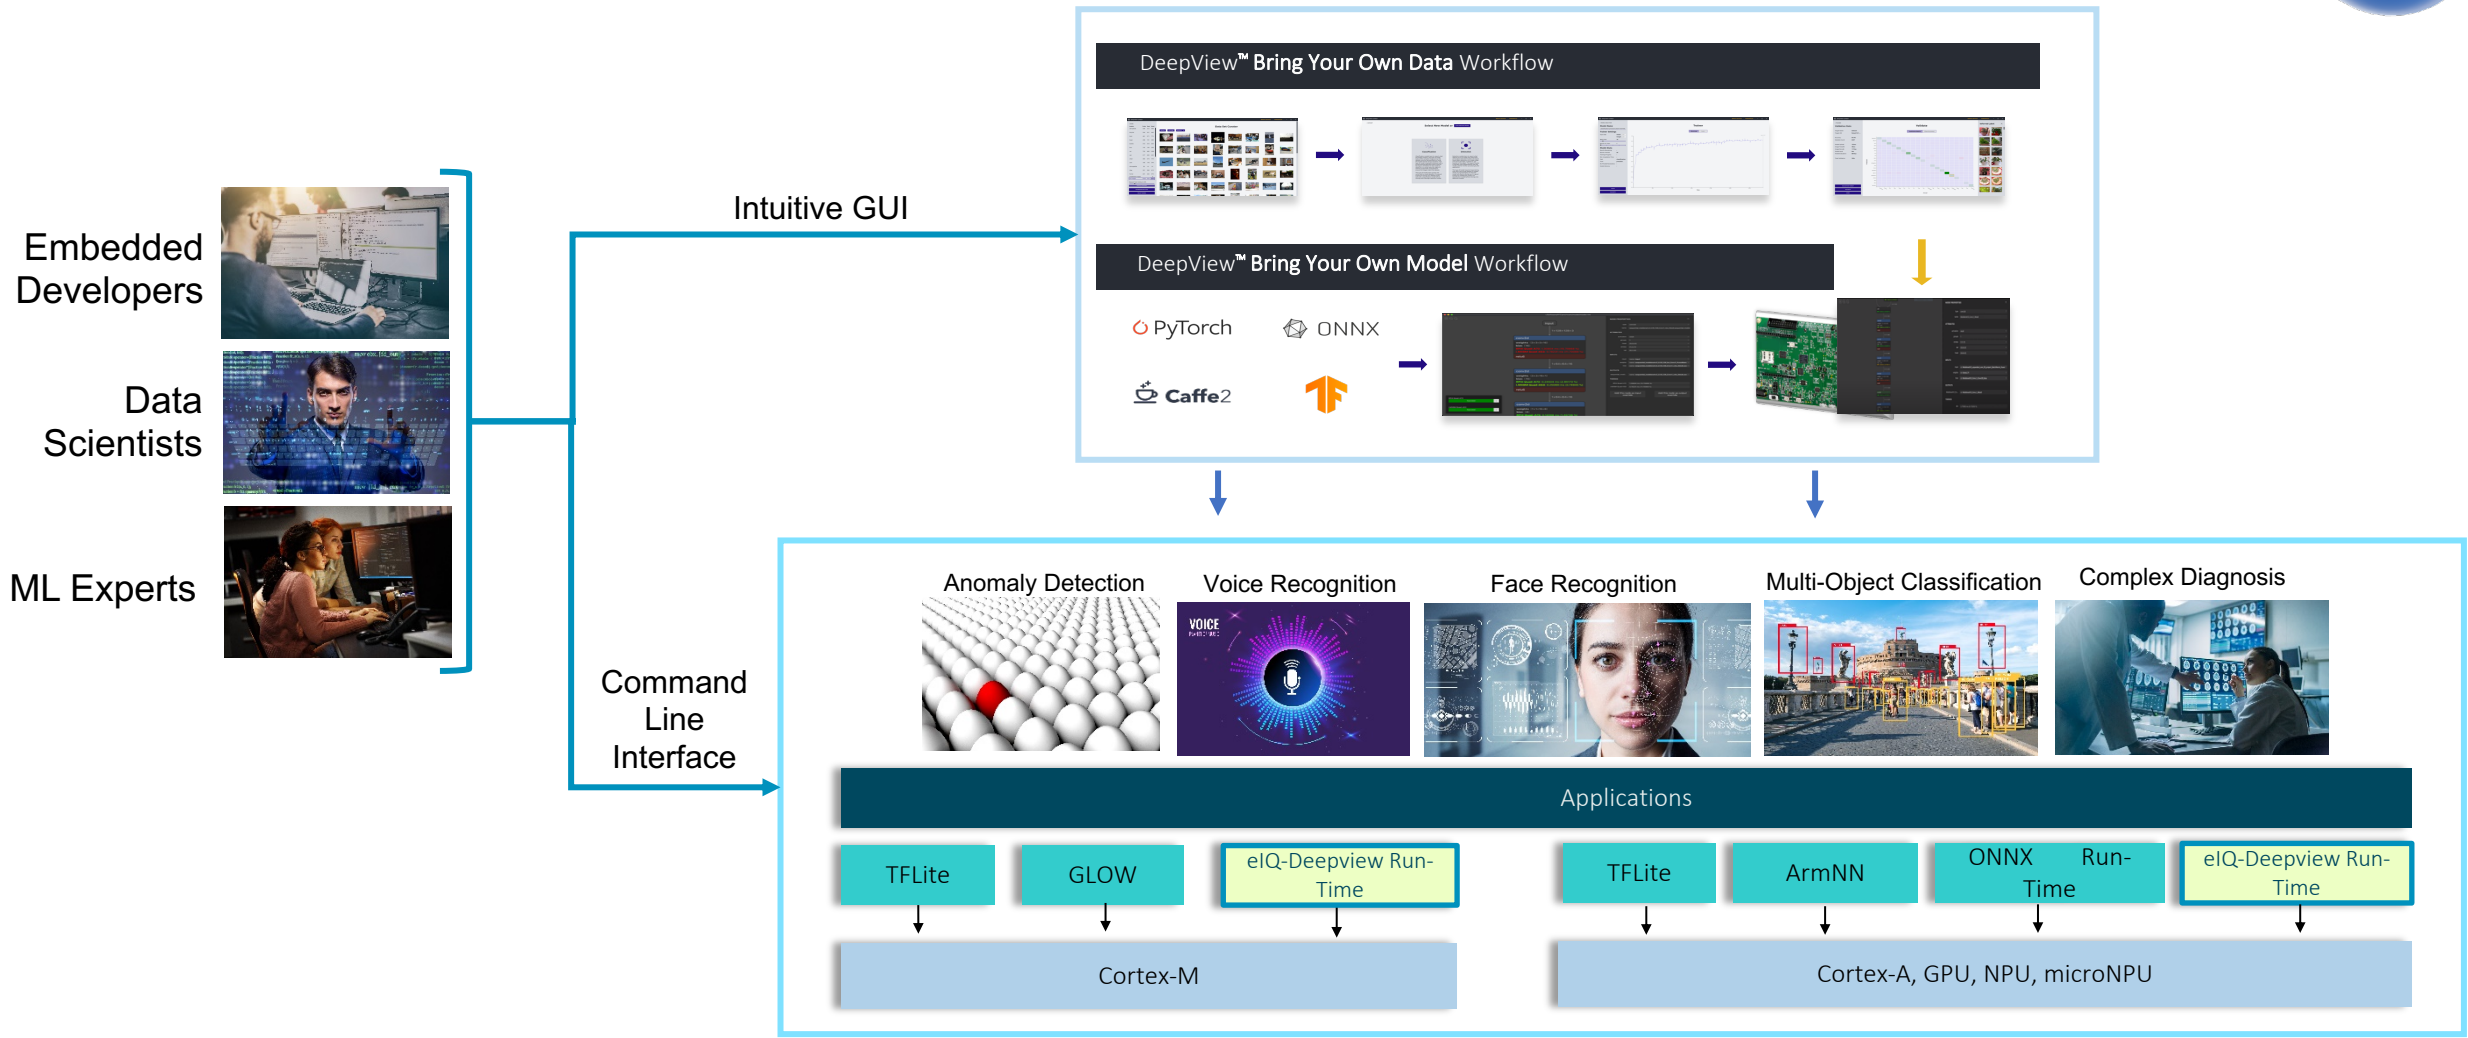 DeepView™ Bring Your Own Data Workflow
Intuitive GUI
Embedded
Developers
DeepView™ Bring Your Own Model Workflow
PyTorch
ONNX
Caffe2
Data
Scientists
ML Experts
Command
Line
Interface
Anomaly Detection
Voice Recognition
Face Recognition
Multi-Object Classification
Complex Diagnosis
VOICE
Applications
TFLite
GLOW
eIQ-Deepview Run-
Time
TFLite
ArmNN
ONNX Run-
Time
eIQ-Deepview Run-
Time
Cortex-M
Cortex-A, GPU, NPU, microNPU